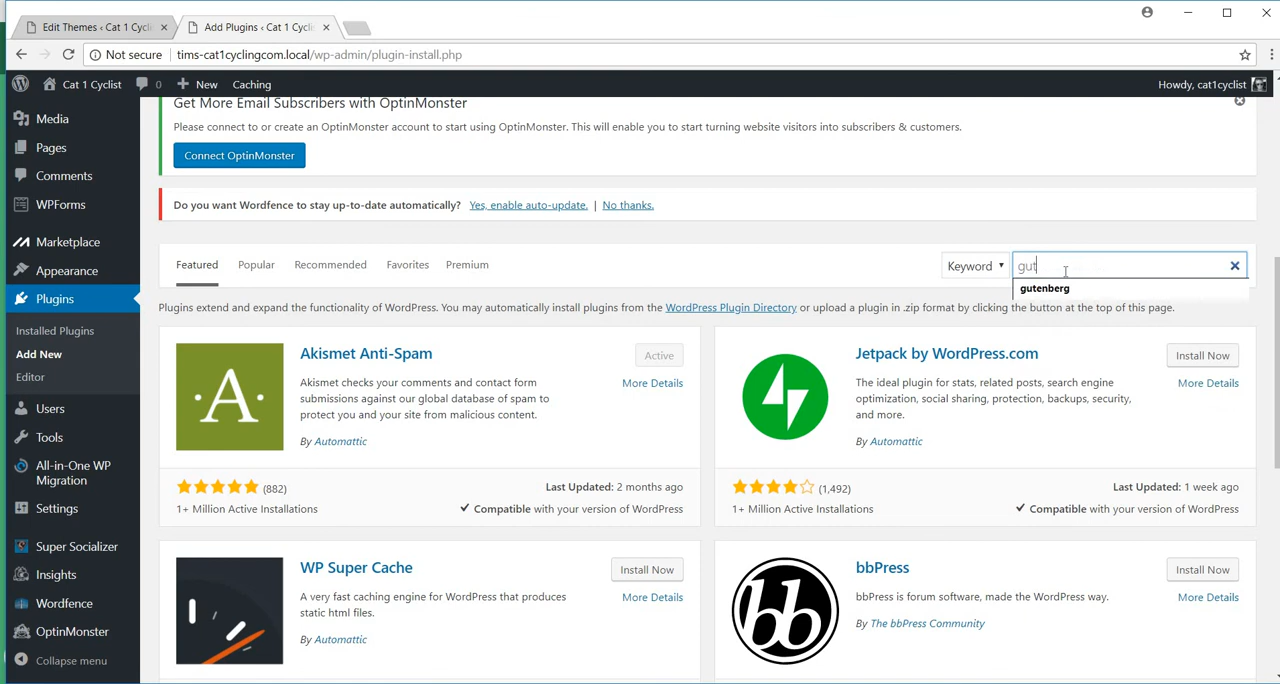 Edit Themes ‹ Cat 1 Cycli
Add Plugins ‹ Cat 1 Cycli
Not secure
tims-cat1cyclingcom.local/wp-admin/plugin-install.php
Cat 1 Cyclist
0
New
Caching
Howdy, cat1cyclist
Media
Pages
Comments
WPForms
Marketplace
Appearance
Plugins
Installed Plugins
Add New
Editor
Users
Tools
All-in-One WP
Migration
Settings
Super Socializer
Insights
Wordfence
OptinMonster
Collapse menu
Get More Email Subscribers with OptinMonster
Please connect to or create an OptinMonster account to start using OptinMonster. This will enable you to start turning website visitors into subscribers & customers.
Connect OptinMonster
Do you want Wordfence to stay up-to-date automatically? Yes, enable auto-update. | No thanks.
Featured
Popular
Recommended
Favorites
Premium
Keyword
gut
gutenberg
Plugins extend and expand the functionality of WordPress. You may automatically install plugins from the WordPress Plugin Directory or upload a plugin in .zip format by clicking the button at the top of this page.
A
Akismet Anti-Spam
Active
More Details
Akismet checks your comments and contact form
submissions against our global database of spam to
protect you and your site from malicious content.
By Automattic
(882)
Last Updated: 2 months ago
1+ Million Active Installations
Compatible with your version of WordPress
Jetpack by WordPress.com
Install Now
More Details
The ideal plugin for stats, related posts, search engine
optimization, social sharing, protection, backups, security,
and more.
By Automattic
(1,492)
Last Updated: 1 week ago
1+ Million Active Installations
Compatible with your version of WordPress
WP Super Cache
Install Now
More Details
A very fast caching engine for WordPress that produces
static html files.
By Automattic
bb
bbPress
Install Now
More Details
bbPress is forum software, made the WordPress way.
By The bbPress Community